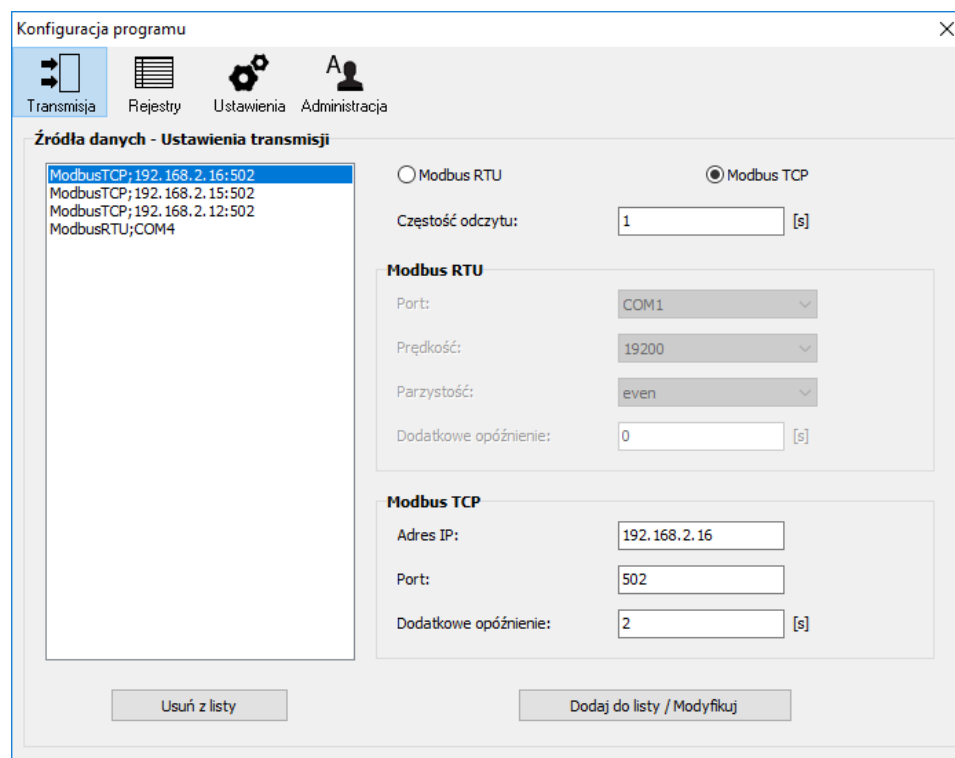 Konfiguracja programu
Transmisja Rejestry Ustawienia Administracja
Źródła danych - Ustawienia transmisji
ModbusTCP;192.168.2.16:502
ModbusTCP;192.168.2.15:502
ModbusTCP;192.168.2.12:502
ModbusRTU;COM4
Modbus RTU Modbus TCP
Częstość odczytu: 1 [s]
Modbus RTU
Port: COM1
Prędkość: 19200
Parzystość: even
Dodatkowe opóźnienie: 0 [s]
Modbus TCP
Adres IP: 192.168.2.16
Port: 502
Dodatkowe opóźnienie: 2 [s]
Usuń z listy
Dodaj do listy / Modyfikuj